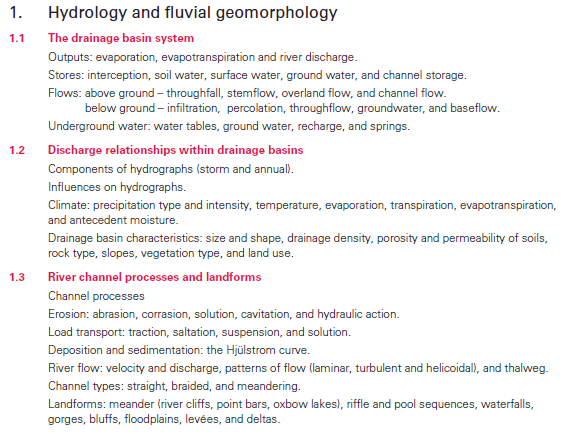 1. Hydrology and fluvial geomorphology
1.1 The drainage basin system
Outputs: evaporation, evapotranspiration and river discharge.
Stores: interception, soil water, surface water, ground water, and channel storage.
Flows: above ground – throughfall, stemflow, overland flow, and channel flow.
below ground – infiltration, percolation, throughflow, groundwater, and baseflow.
Underground water: water tables, ground water, recharge, and springs.
1.2 Discharge relationships within drainage basins
Components of hydrographs (storm and annual).
Influences on hydrographs.
Climate: precipitation type and intensity, temperature, evaporation, transpiration, evapotranspiration,
and antecedent moisture.
Drainage basin characteristics: size and shape, drainage density, porosity and permeability of soils,
rock type, slopes, vegetation type, and land use.
1.3 River channel processes and landforms
Channel processes
Erosion: abrasion, corrasion, solution, cavitation, and hydraulic action.
Load transport: traction, saltation, suspension, and solution.
Deposition and sedimentation: the Hjülstrom curve.
River flow: velocity and discharge, patterns of flow (laminar, turbulent and helicoidal), and thalweg.
Channel types: straight, braided, and meandering.
Landforms: meander (river cliffs, point bars, oxbow lakes), riffle and pool sequences, waterfalls,
gorges, bluffs, floodplains, levées, and deltas.